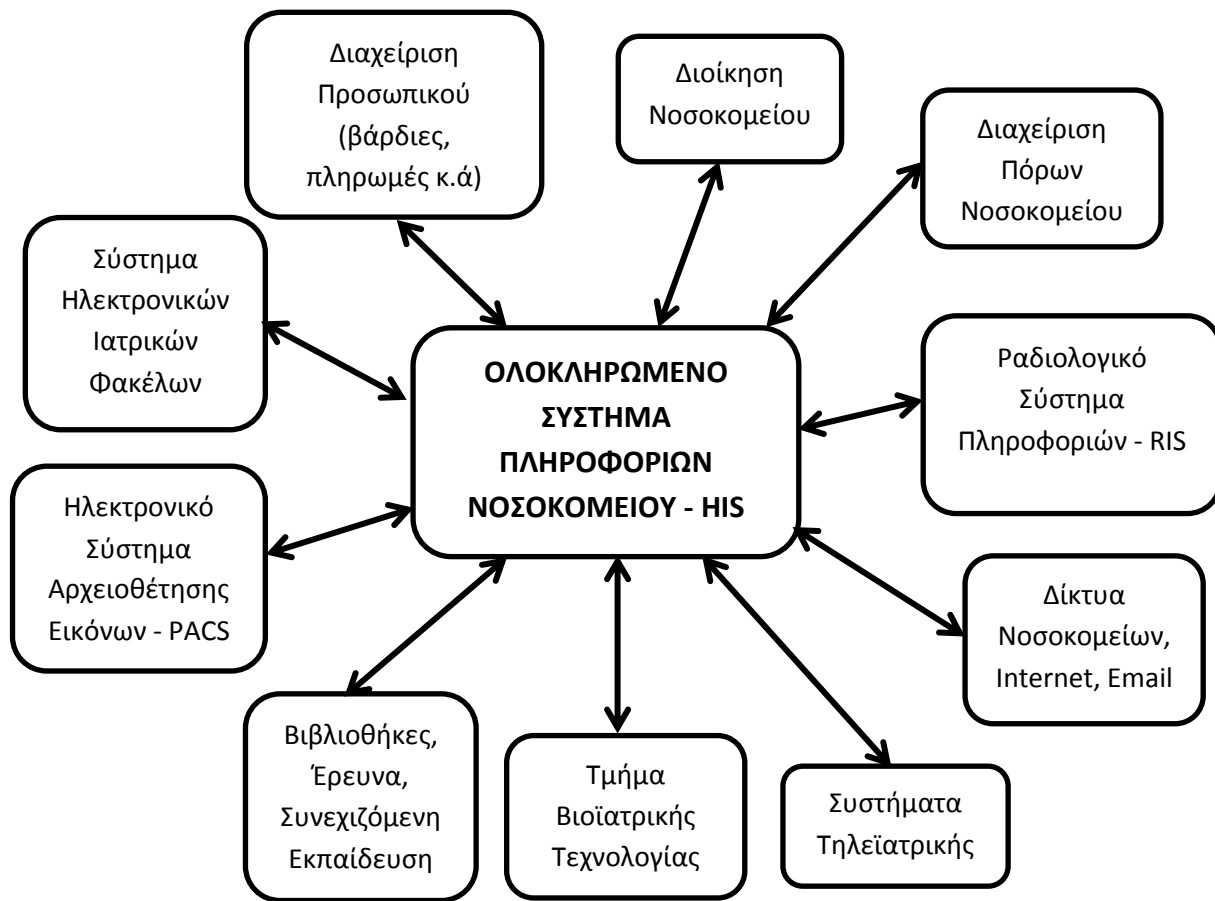 Διαχείριση
Προσωπικού
(βάρδιες,
πληρωμές κ.ά)
Διοίκηση
Νοσοκομείου
Διαχείριση
Πόρων
Νοσοκομείου
Σύστημα
Ηλεκτρονικών
Ιατρικών
Φακέλων
ΟΛΟΚΛΗΡΩΜΕΝΟ
ΣΥΣΤΗΜΑ
ΠΛΗΡΟΦΟΡΙΩΝ
ΝΟΣΟΚΟΜΕΙΟΥ - HIS
Ραδιολογικό
Σύστημα
Πληροφοριών - RIS
Ηλεκτρονικό
Σύστημα
Αρχειοθέτησης
Εικόνων - PACS
Δίκτυα
Νοσοκομείων,
Internet, Email
Βιβλιοθήκες,
Έρευνα,
Συνεχιζόμενη
Εκπαίδευση
Τμήμα
Βιοϊατρικής
Τεχνολογίας
Συστήματα
Τηλεϊατρικής